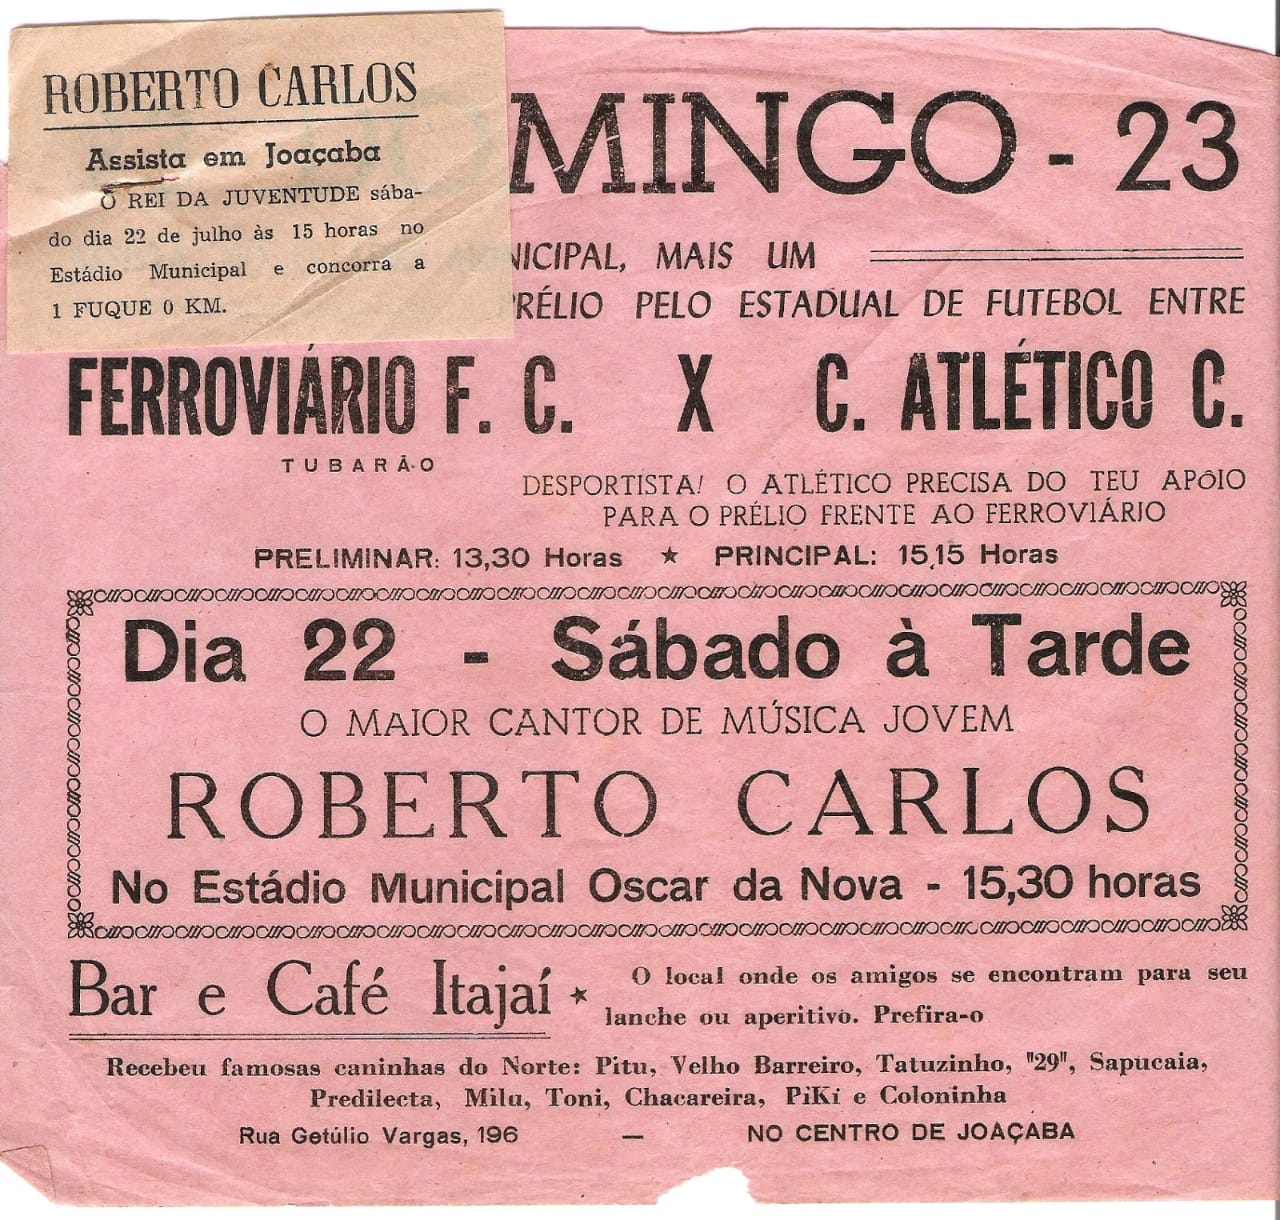 ROBERTO CARLOS
Assista em Joaçaba
O REI DA JUVENTUDE sába-
do dia 22 de julho às 15 horas no
Estádio Municipal e concorra a
1 FUQUE 0 KM.
MINGO - 23
NICIPAL, MAIS UM
PRÉLIO PELO ESTADUAL DE FUTEBOL ENTRE
FERROVIÁRIO F. C. X C. ATLÉTICO C.
TUBARÃO
DESPORTISTA! O ATLÉTICO PRECISA DO TEU APÔIO
PARA O PRÉLIO FRENTE AO FERROVIÁRIO
PRELIMINAR: 13,30 Horas ★ PRINCIPAL: 15,15 Horas
Dia 22 - Sábado à Tarde
O MAIOR CANTOR DE MÚSICA JOVEM
ROBERTO CARLOS
No Estádio Municipal Oscar da Nova - 15,30 horas
Bar e Café Itajaí ★ O local onde os amigos se encontram para seu
lanche ou aperitivo. Prefira-o
Recebeu famosas caninhas do Norte: Pitu, Velho Barreiro, Tatuzinho, "29", Sapucaia,
Predilecta, Milu, Toni, Chacareira, PiKí e Coloninha
Rua Getúlio Vargas, 196 — NO CENTRO DE JOAÇABA